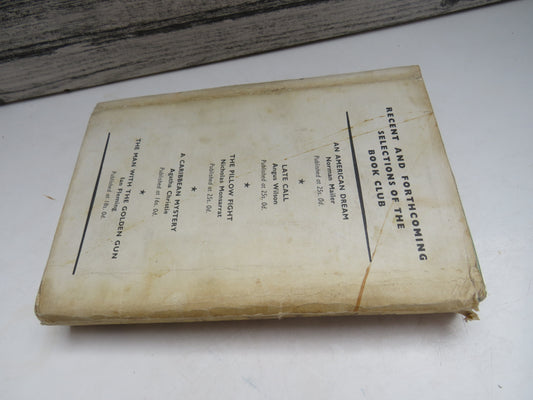 RECENT AND FORTHCOMING
SELECTIONS OF THE
BOOK CLUB
AN AMERICAN DREAM
Norman Mailer
Published at 25s. 0d.
LATE CALL
Angus Wilson
Published at 25s. 0d.
★
THE PILLOW FIGHT
Nicholas Monsarrat
Published at 25s. 0d.
★
A CARIBBEAN MYSTERY
Agatha Christie
Published at 16s. 0d.
★
THE MAN WITH THE GOLDEN GUN
Ian Fleming
Published at 18s. 0d.